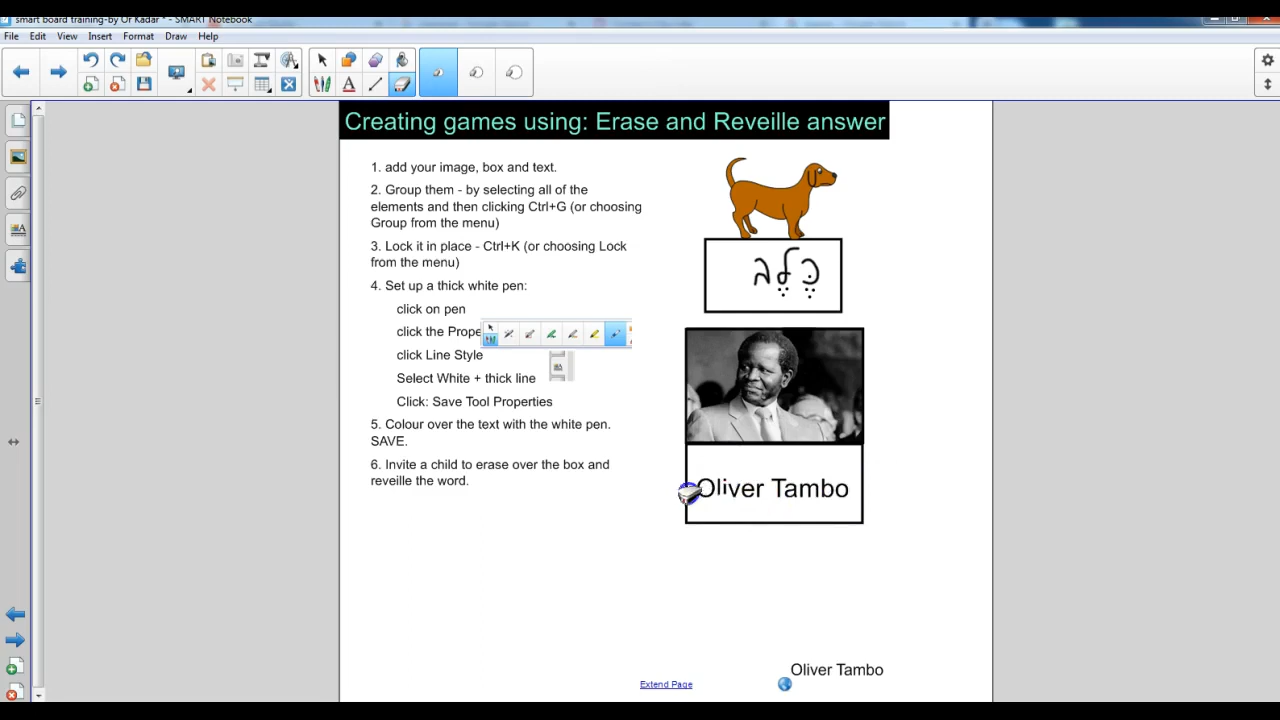 smart board training-by Or Kadar * - SMART Notebook
File Edit View Insert Format Tools Draw Help
Creating games using: Erase and Reveille answer
1. add your image, box and text.
2. Group them - by selecting all of the
elements and then clicking Ctrl+G (or choosing
Group from the menu)
3. Lock it in place - Ctrl+K (or choosing Lock
from the menu)
4. Set up a thick white pen:
click on pen
click the Prope
click Line Style
Select White + thick line
Click: Save Tool Properties
5. Colour over the text with the white pen.
SAVE.
6. Invite a child to erase over the box and
reveille the word.
כֶּלֶב
Oliver Tambo
Oliver Tambo
Extend Page